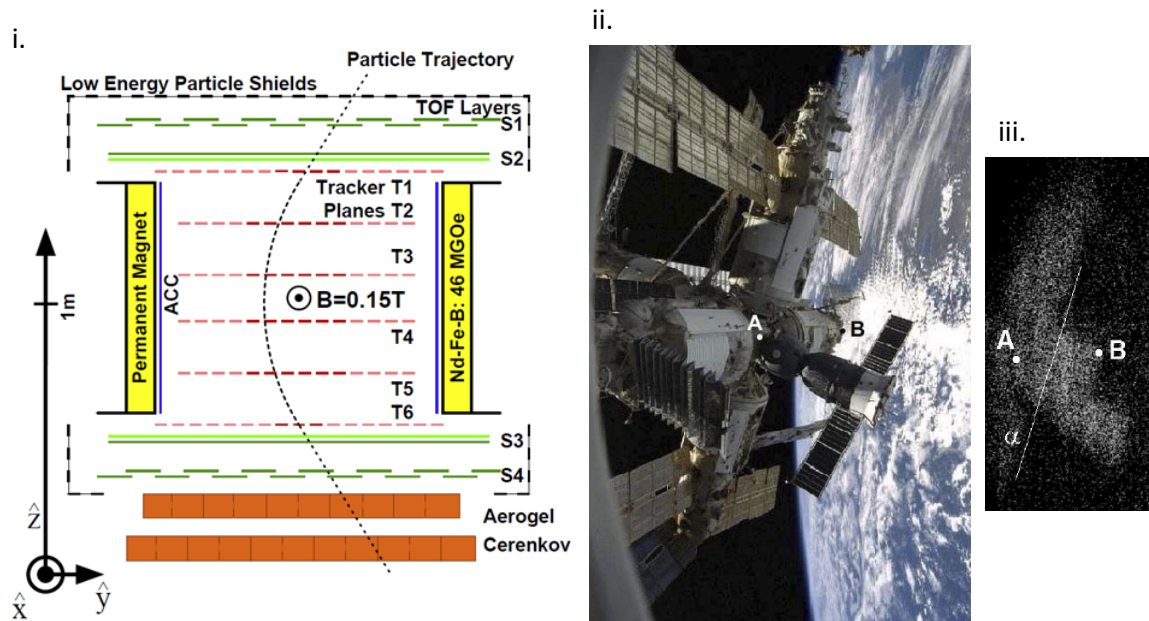 i.
Particle Trajectory
Low Energy Particle Shields
TOF Layers
S1
S2
Tracker T1
Planes T2
T3
B=0.15T
T4
T5
T6
S3
S4
Permanent Magnet
ACC
Nd-Fe-B: 46 MGOe
1m
Aerogel
Cerenkov
ẑ
x̂
ŷ
ii.
A
B
iii.
A
B
α